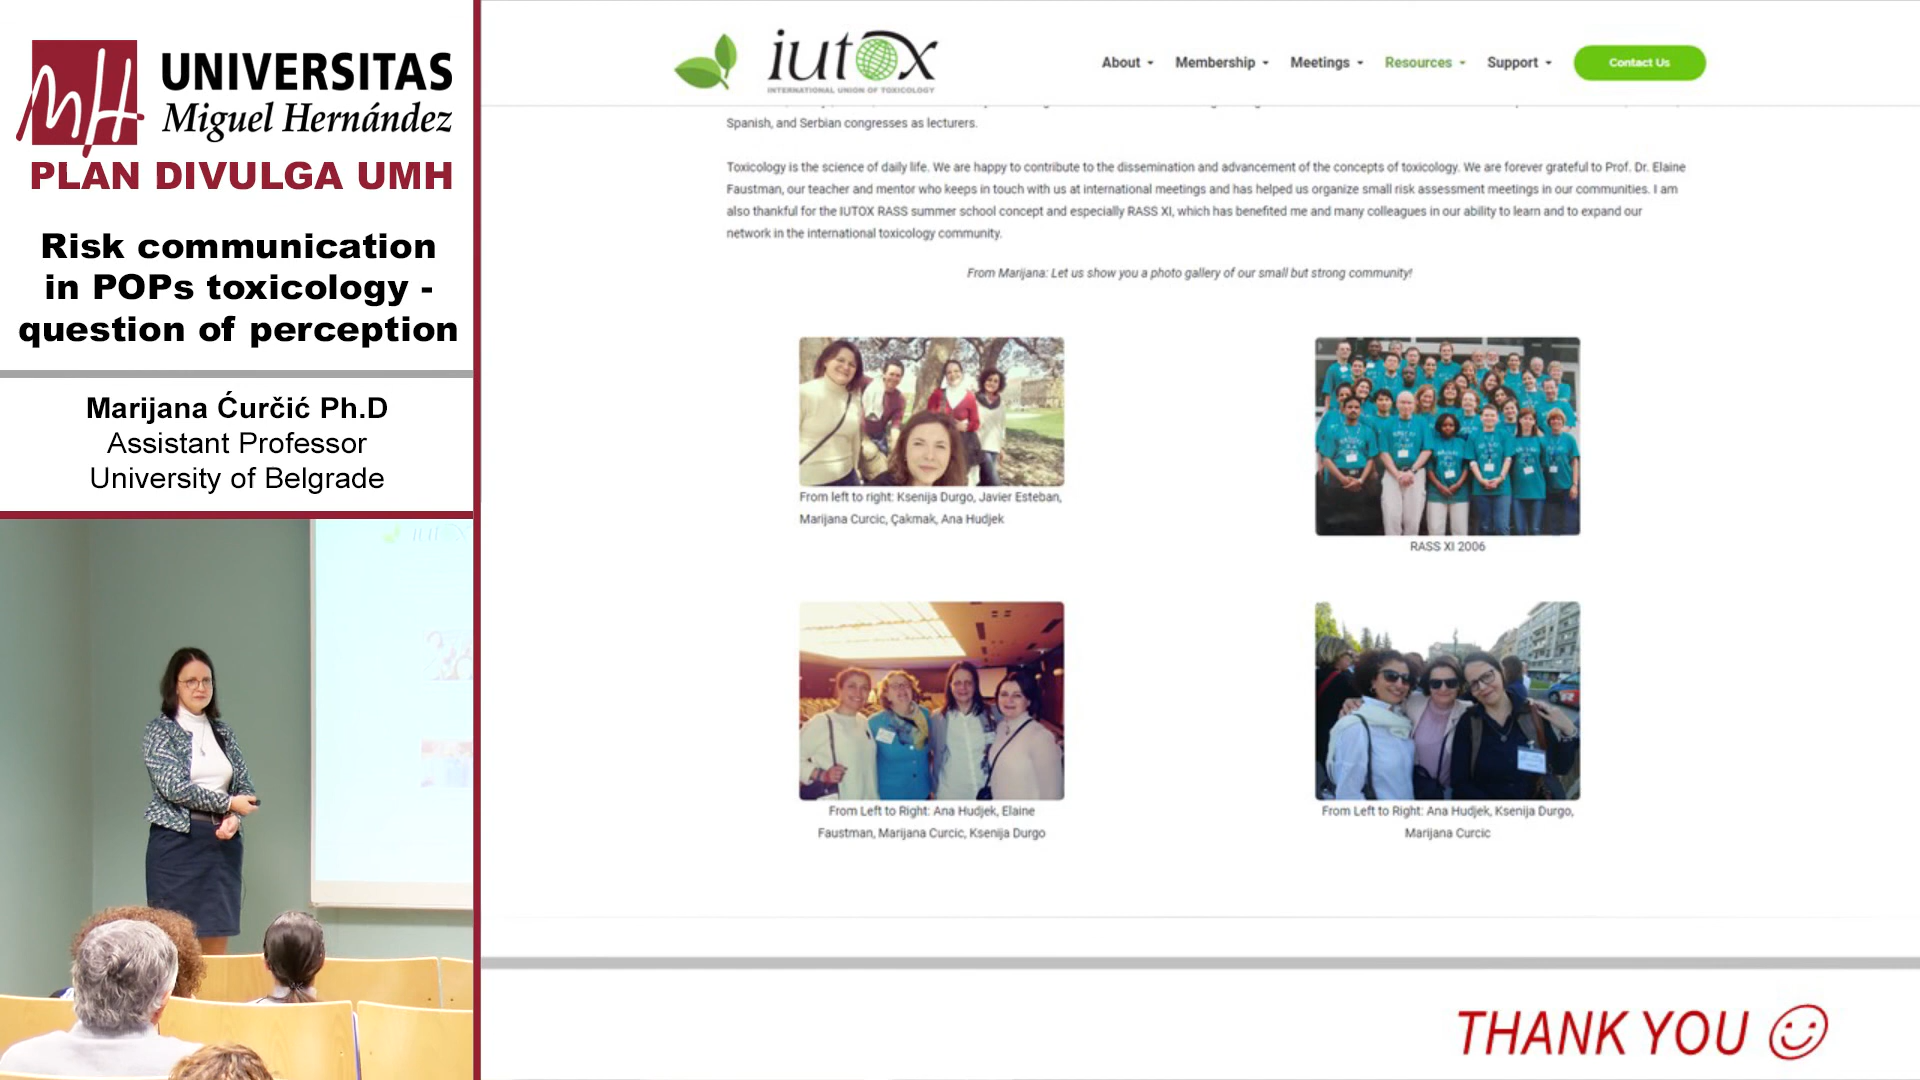 UNIVERSITAS
Miguel Hernández
PLAN DIVULGA UMH
Risk communication
in POPs toxicology -
question of perception
Marijana Ćurčić Ph.D
Assistant Professor
University of Belgrade
iutox
INTERNATIONAL UNION OF TOXICOLOGY
About
Membership
Meetings
Resources
Support
Contact Us
Spanish, and Serbian congresses as lecturers.
Toxicology is the science of daily life. We are happy to contribute to the dissemination and advancement of the concepts of toxicology. We are forever grateful to Prof. Dr. Elaine
Faustman, our teacher and mentor who keeps in touch with us at international meetings and has helped us organize small risk assessment meetings in our communities. I am
also thankful for the IUTOX RASS summer school concept and especially RASS XI, which has benefited me and many colleagues in our ability to learn and to expand our
network in the international toxicology community.
From Marijana: Let us show you a photo gallery of our small but strong community!
From left to right: Ksenija Durgo, Javier Esteban,
Marijana Curcic, Çakmak, Ana Hudjek
RASS XI 2006
From Left to Right: Ana Hudjek, Elaine
Faustman, Marijana Curcic, Ksenija Durgo
From Left to Right: Ana Hudjek, Ksenija Durgo,
Marijana Curcic
THANK YOU